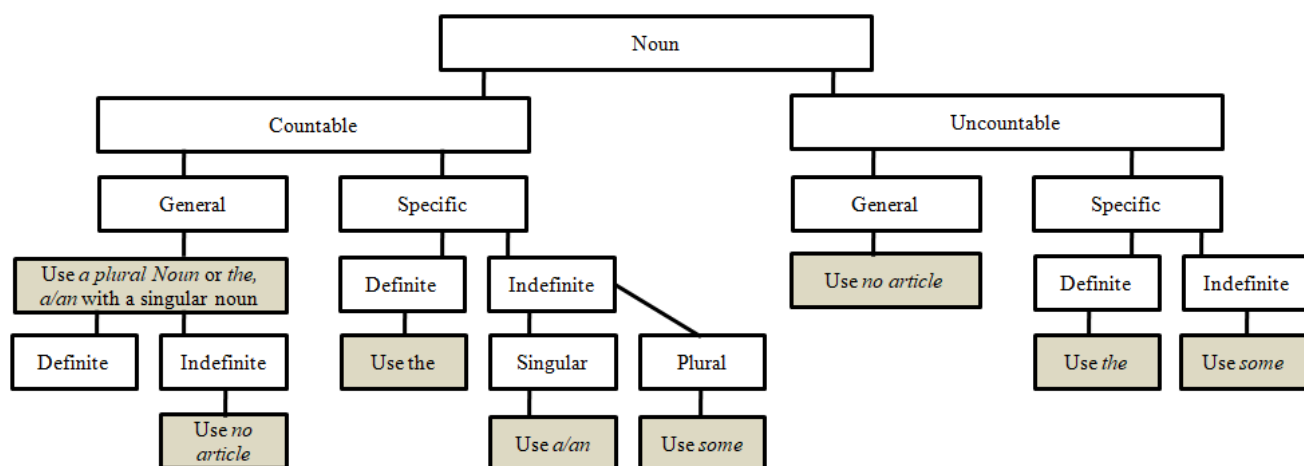 Noun
Countable
Uncountable
General
Specific
General
Specific
Use a plural Noun or the,
a/an with a singular noun
Definite
Indefinite
Use no article
Definite
Indefinite
Definite
Indefinite
Use the
Singular
Plural
Use the
Use some
Use no
article
Use a/an
Use some